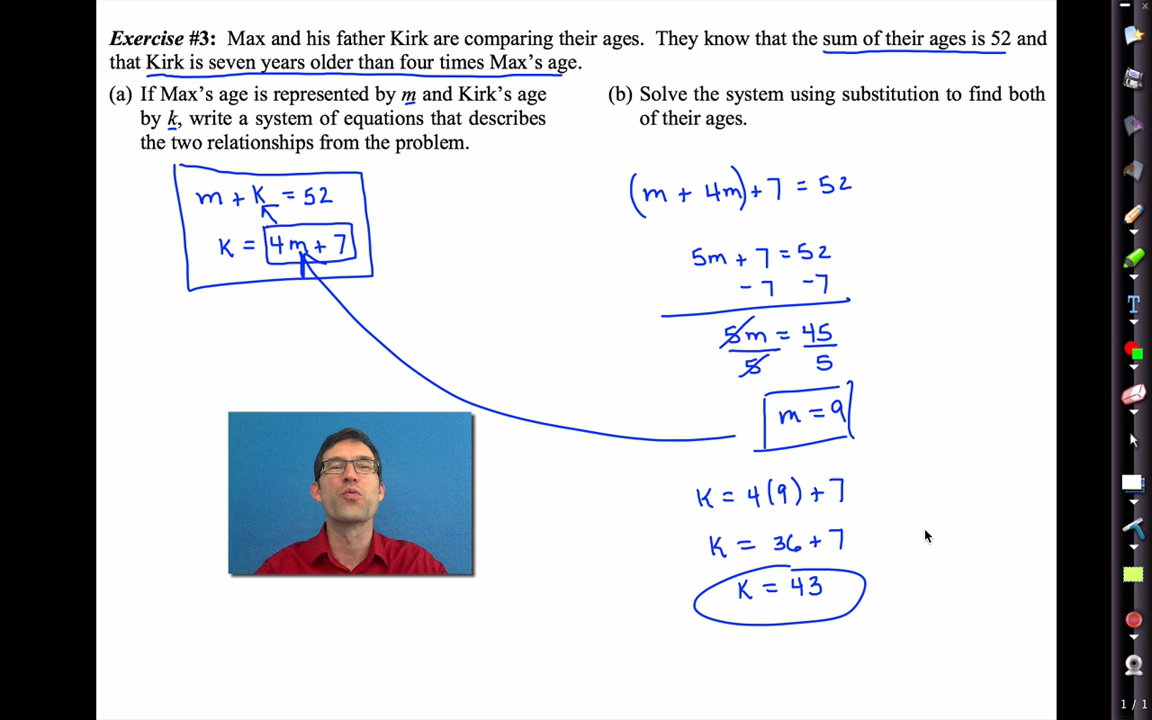 Exercise #3: Max and his father Kirk are comparing their ages. They know that the sum of their ages is 52 and
that Kirk is seven years older than four times Max's age.
(a) If Max's age is represented by m and Kirk's age
by k, write a system of equations that describes
the two relationships from the problem.
m + K = 52
K = 4m + 7
(b) Solve the system using substitution to find both
of their ages.
(m + 4m) + 7 = 52
5m + 7 = 52
- 7 - 7
5m = 45
5 5
m = 9
K = 4(9) + 7
K = 36 + 7
K = 43
T
1 / 1